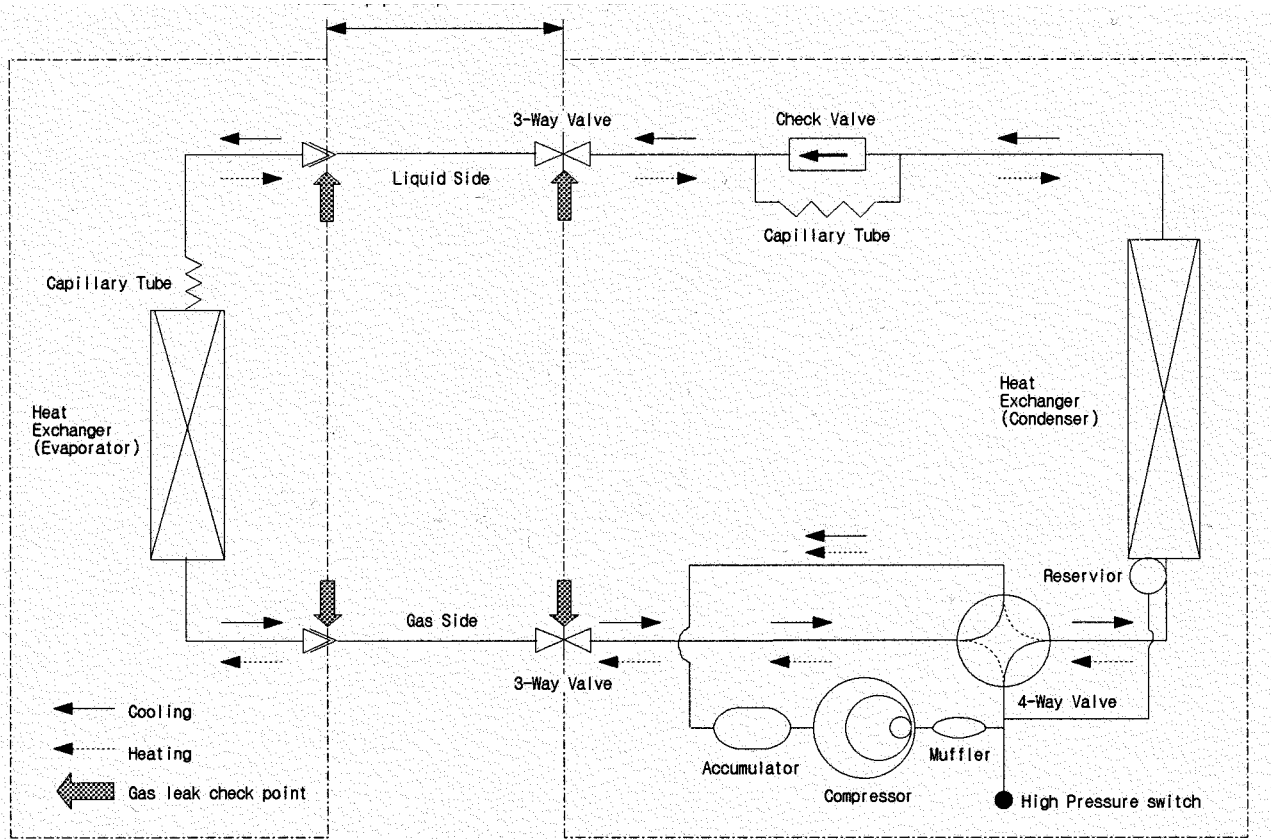 3-Way Valve
Check Valve
Liquid Side
Capillary Tube
Capillary Tube
Heat
Exchanger
(Evaporator)
Heat
Exchanger
(Condenser)
Reservior
Gas Side
3-Way Valve
4-Way Valve
Cooling
Heating
Gas leak check point
Accumulator
Compressor
Muffler
High Pressure switch